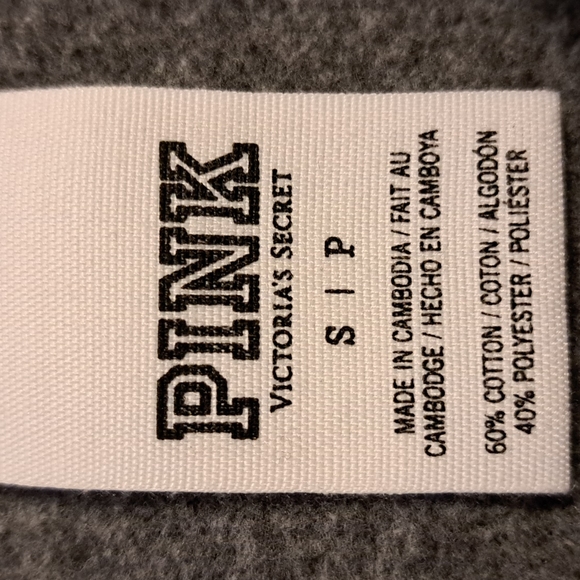 PINK
VICTORIA'S SECRET
S | P
MADE IN CAMBODIA / FAIT AU
CAMBODGE / HECHO EN CAMBOYA
60% COTTON / COTON / ALGODÓN
40% POLYESTER / POLIÉSTER